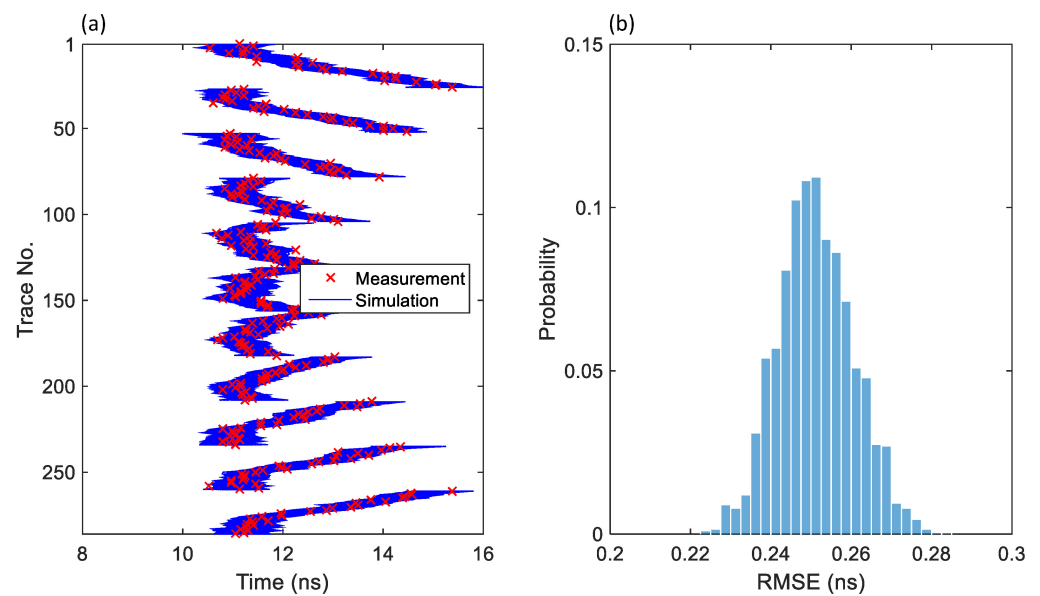 (a)
1
50
100
150
200
250
Trace No.
8
10
12
14
16
Time (ns)
Measurement
Simulation
(b)
0.15
0.1
0.05
0
Probability
0.2
0.22
0.24
0.26
0.28
0.3
RMSE (ns)